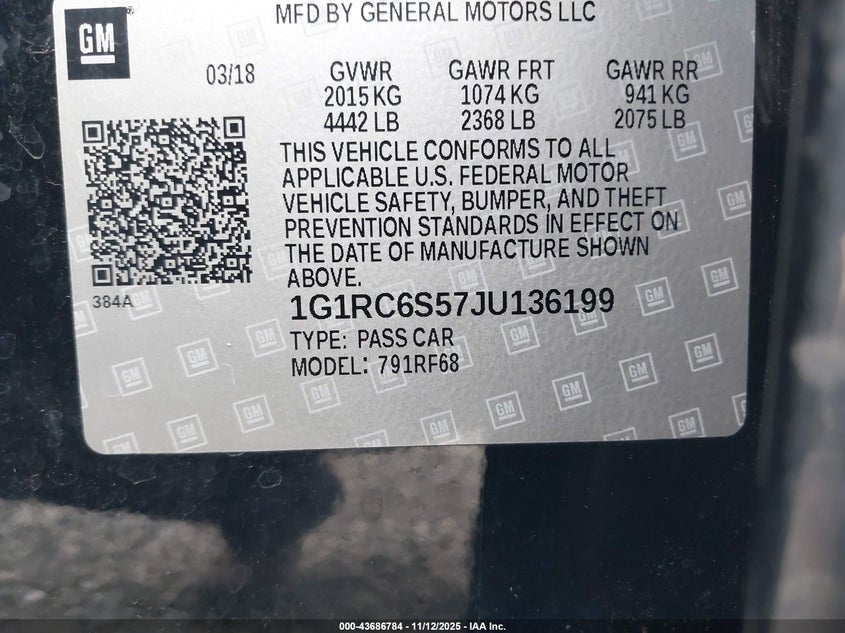 GM
MFD BY GENERAL MOTORS LLC
03/18 GVWR GAWR FRT GAWR RR
2015 KG 1074 KG 941 KG
4442 LB 2368 LB 2075 LB
THIS VEHICLE CONFORMS TO ALL
APPLICABLE U.S. FEDERAL MOTOR
VEHICLE SAFETY, BUMPER, AND THEFT
PREVENTION STANDARDS IN EFFECT ON
THE DATE OF MANUFACTURE SHOWN
ABOVE.
384A
1G1RC6S57JU136199
TYPE: PASS CAR
MODEL: 791RF68
000-43686784 - 11/12/2025 - IAA Inc.